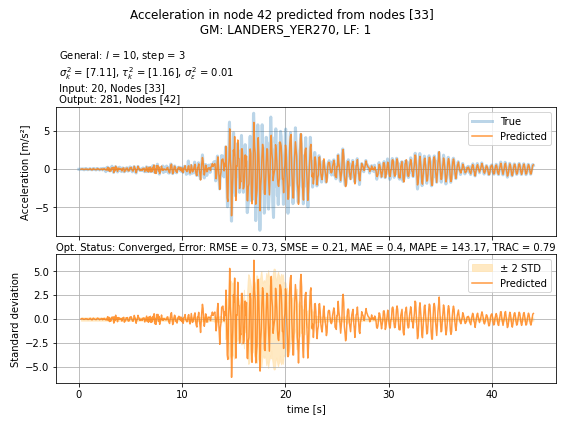 Acceleration in node 42 predicted from nodes [33]
GM: LANDERS_YER270, LF: 1
General: l = 10, step = 3
σ²ₖ = [7.11], τ²ₖ = [1.16], σ²ε = 0.01
Input: 20, Nodes [33]
Output: 281, Nodes [42]
Acceleration [m/s²]
5
0
−5
True
Predicted
Opt. Status: Converged, Error: RMSE = 0.73, SMSE = 0.21, MAE = 0.4, MAPE = 143.17, TRAC = 0.79
Standard deviation
5.0
2.5
0.0
−2.5
−5.0
± 2 STD
Predicted
0 10 20 30 40
time [s]